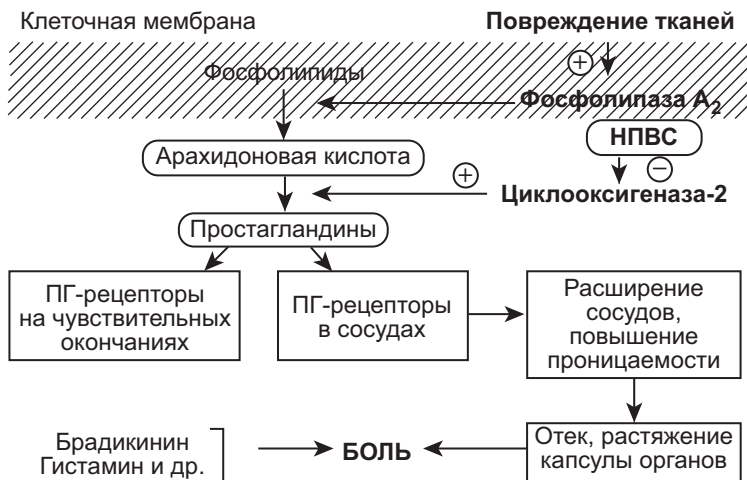 Клеточная мембрана
Повреждение тканей
+
Фосфолипиды
Фосфолипаза А2
НПВС
Арахидоновая кислота
+
−
Циклооксигеназа-2
Простагландины
ПГ-рецепторы
на чувствительных
окончаниях
ПГ-рецепторы
в сосудах
Расширение
сосудов,
повышение
проницаемости
Брадикинин
Гистамин и др.
БОЛЬ
Отек, растяжение
капсулы органов